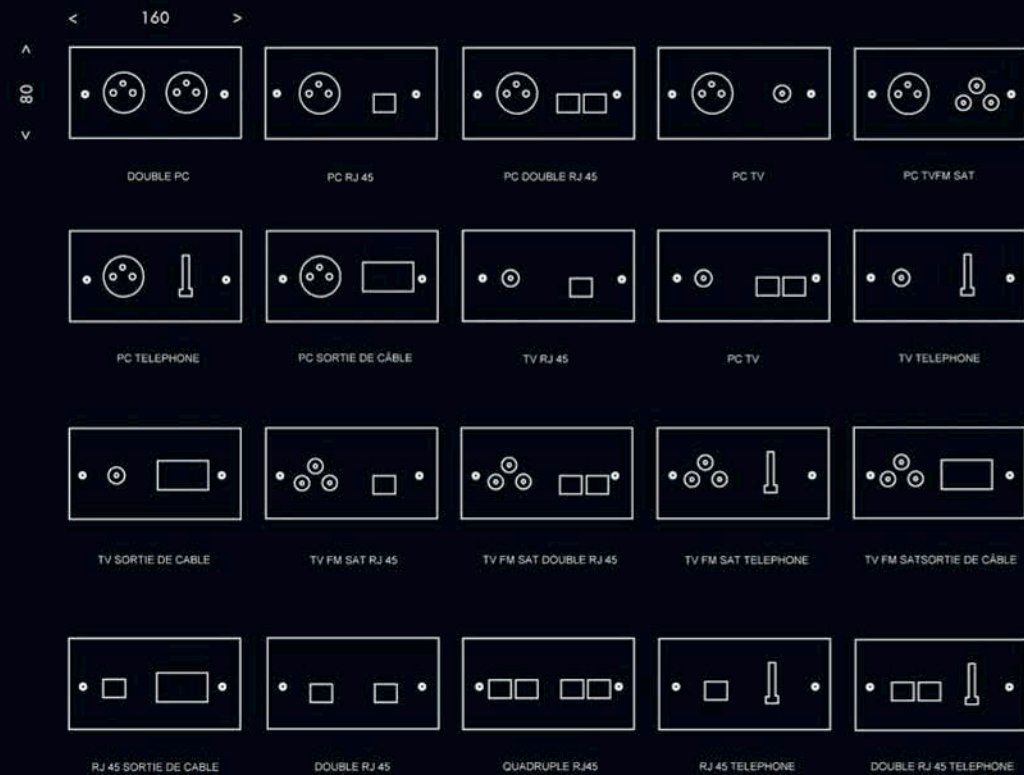 < 160 >
< 80 >
DOUBLE PC
PC RJ 45
PC DOUBLE RJ 45
PC TV
PC TVFM SAT
PC TELEPHONE
PC SORTIE DE CÂBLE
TV RJ 45
PC TV
TV TELEPHONE
TV SORTIE DE CABLE
TV FM SAT RJ 45
TV FM SAT DOUBLE RJ 45
TV FM SAT TELEPHONE
TV FM SATSORTIE DE CÂBLE
RJ 45 SORTIE DE CABLE
DOUBLE RJ 45
QUADRUPLE RJ45
RJ 45 TELEPHONE
DOUBLE RJ 45 TELEPHONE